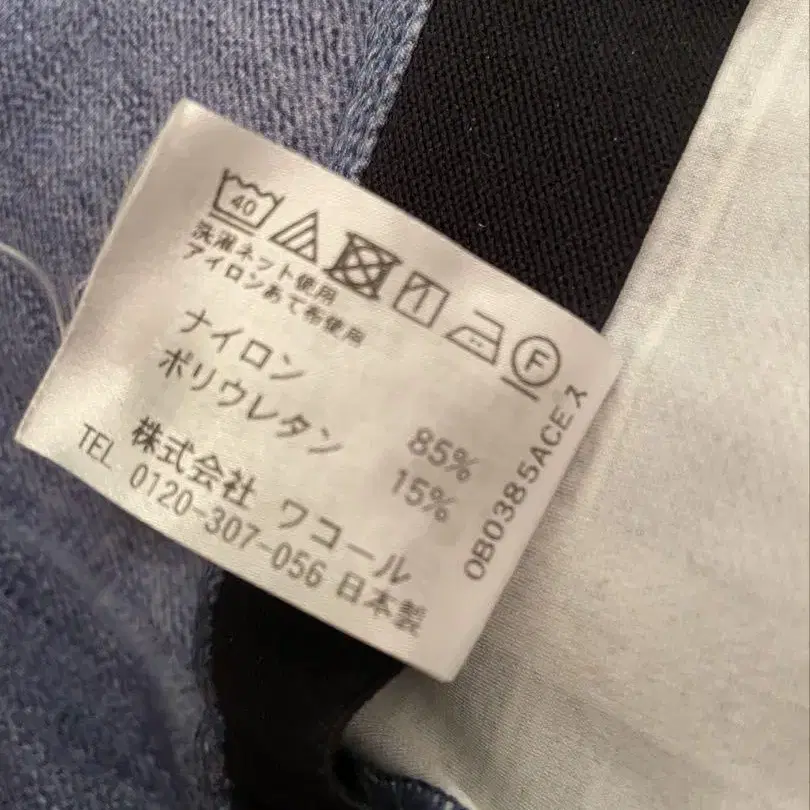 40
F
洗濯ネット使用
アイロンあて布使用
ナイロン 85%
ポリウレタン 15%
株式会社 ワコール
TEL 0120-307-056 日本製
OB0385ACEス